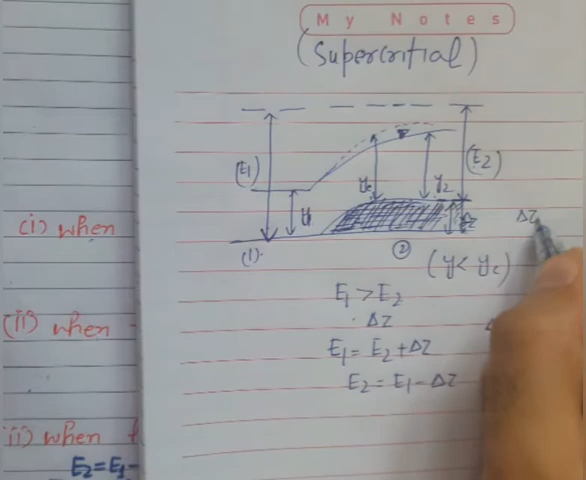 My Notes
(Supercritial)
(E1)
(E2)
yc
y2
y1
ΔZ
ΔZ
(i) when
(1)
②
(y < yc)
E1 > E2
ΔZ
(ii) when
E1 = E2 + ΔZ
E2 = E1 - ΔZ
ii) when
E2 = E1 -